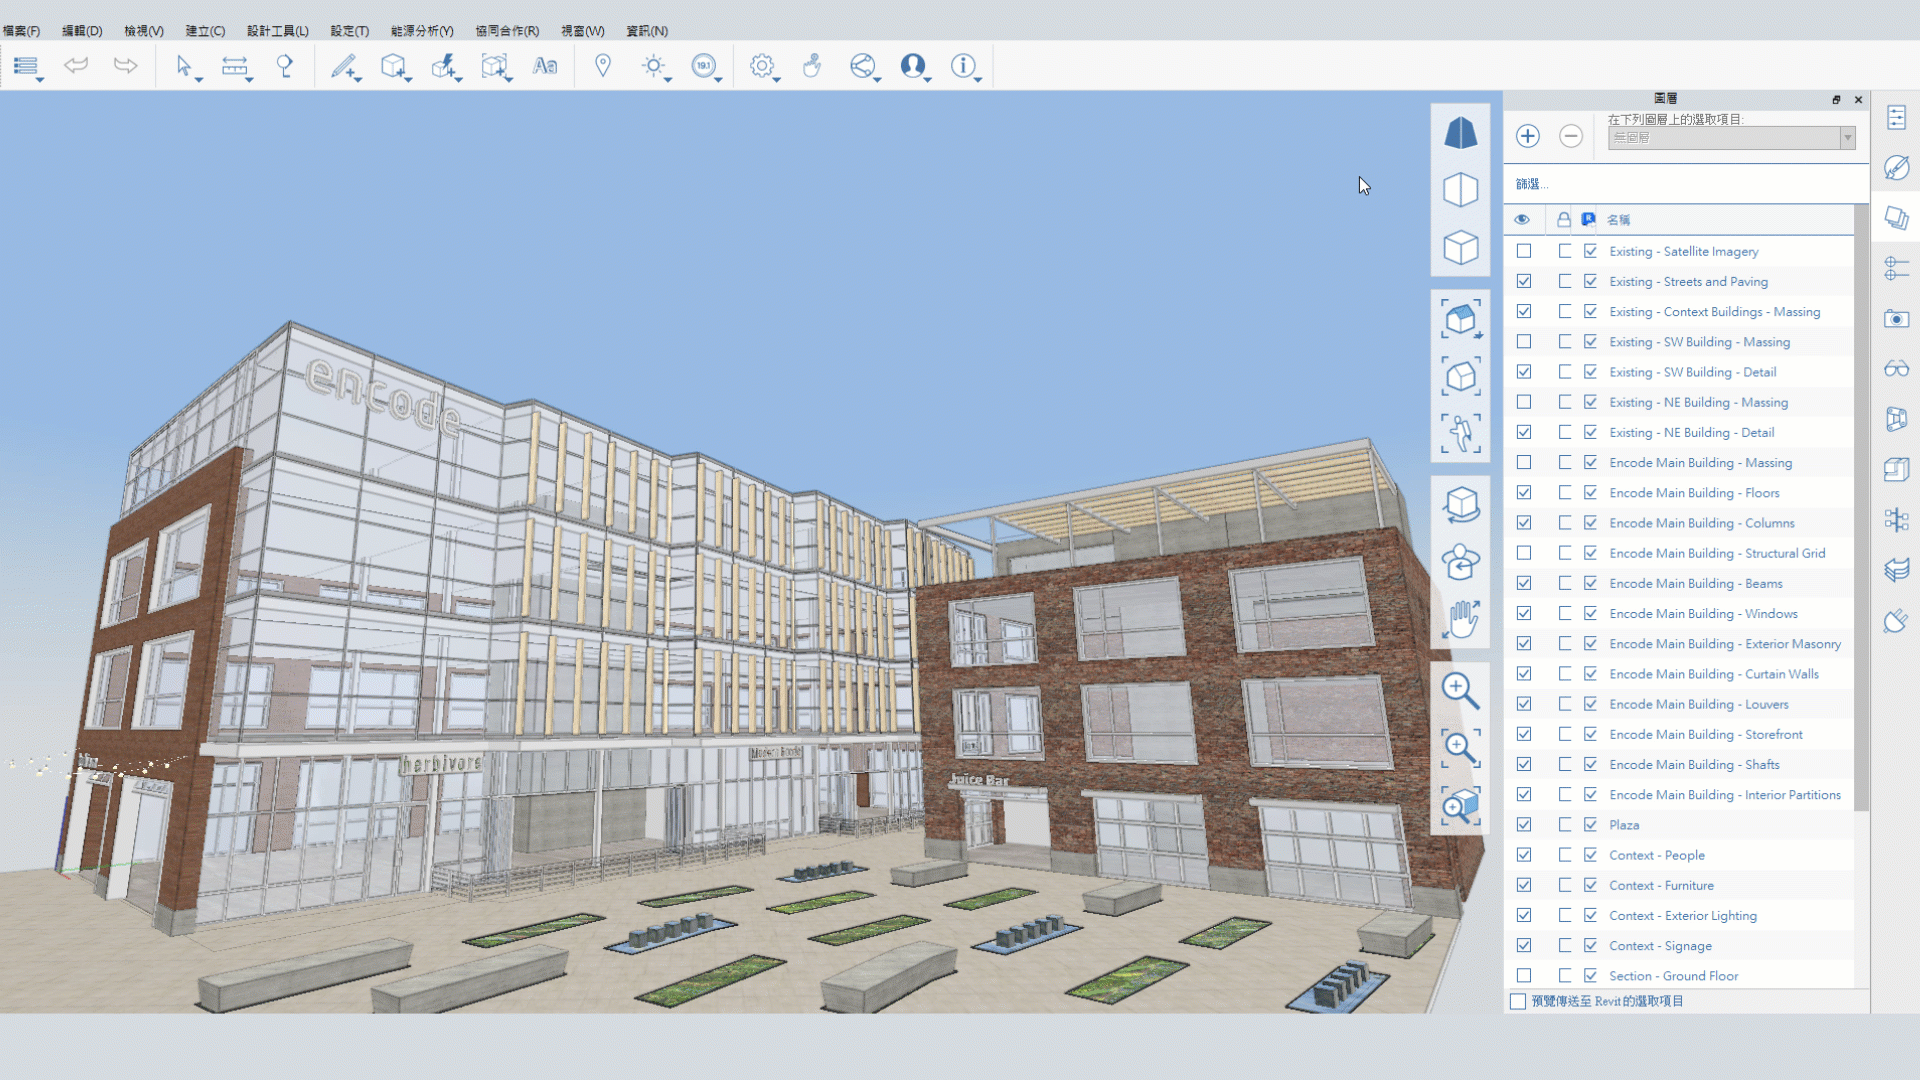 檔案(F) 編輯(D) 檢視(V) 建立(C) 設計工具(L) 設定(T) 能源分析(Y) 協同合作(R) 視窗(W) 資訊(N)
Aa
19.1
圖層
在下列圖層上的選取項目:
無圖層
篩選...
名稱
Existing - Satellite Imagery
Existing - Streets and Paving
Existing - Context Buildings - Massing
Existing - SW Building - Massing
Existing - SW Building - Detail
Existing - NE Building - Massing
Existing - NE Building - Detail
Encode Main Building - Massing
Encode Main Building - Floors
Encode Main Building - Columns
Encode Main Building - Structural Grid
Encode Main Building - Beams
Encode Main Building - Windows
Encode Main Building - Exterior Masonry
Encode Main Building - Curtain Walls
Encode Main Building - Louvers
Encode Main Building - Storefront
Encode Main Building - Shafts
Encode Main Building - Interior Partitions
Plaza
Context - People
Context - Furniture
Context - Exterior Lighting
Context - Signage
Section - Ground Floor
預覽傳送至 Revit 的選取項目
encode
herbivore
Juice Bar